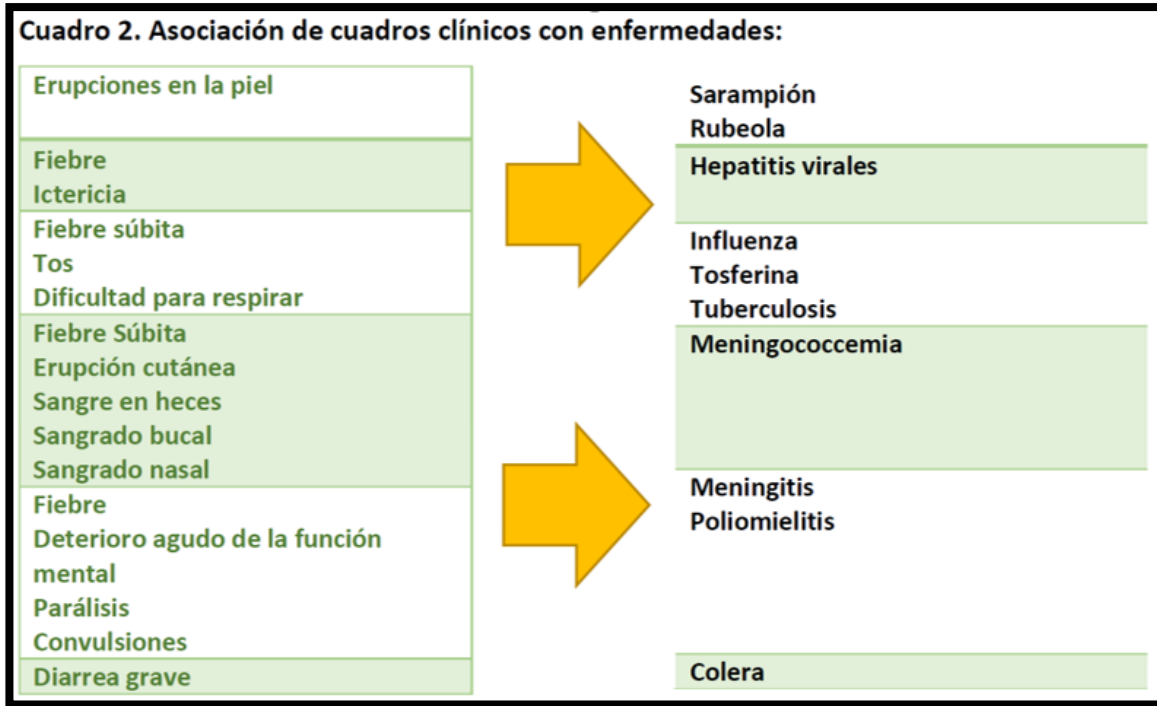 Cuadro 2. Asociación de cuadros clínicos con enfermedades:
Erupciones en la piel
Fiebre
Ictericia
Fiebre súbita
Tos
Dificultad para respirar
Fiebre Súbita
Erupción cutánea
Sangre en heces
Sangrado bucal
Sangrado nasal
Fiebre
Deterioro agudo de la función
mental
Parálisis
Convulsiones
Diarrea grave
Sarampión
Rubeola
Hepatitis virales
Influenza
Tosferina
Tuberculosis
Meningococcemia
Meningitis
Poliomielitis
Colera